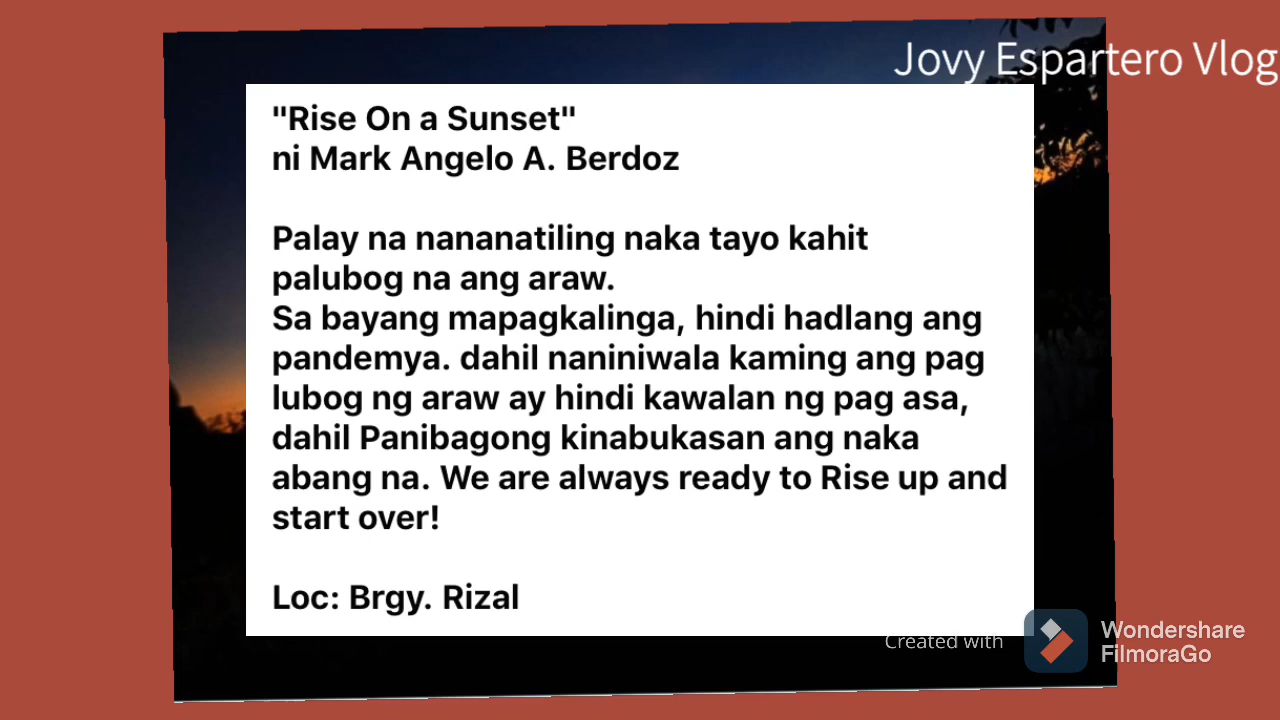 Jovy Espartero Vlog
"Rise On a Sunset"
ni Mark Angelo A. Berdoz
Palay na nananatiling naka tayo kahit
palubog na ang araw.
Sa bayang mapagkalinga, hindi hadlang ang
pandemya. dahil naniniwala kaming ang pag
lubog ng araw ay hindi kawalan ng pag asa,
dahil Panibagong kinabukasan ang naka
abang na. We are always ready to Rise up and
start over!
Loc: Brgy. Rizal
Created with
Wondershare
FilmoraGo